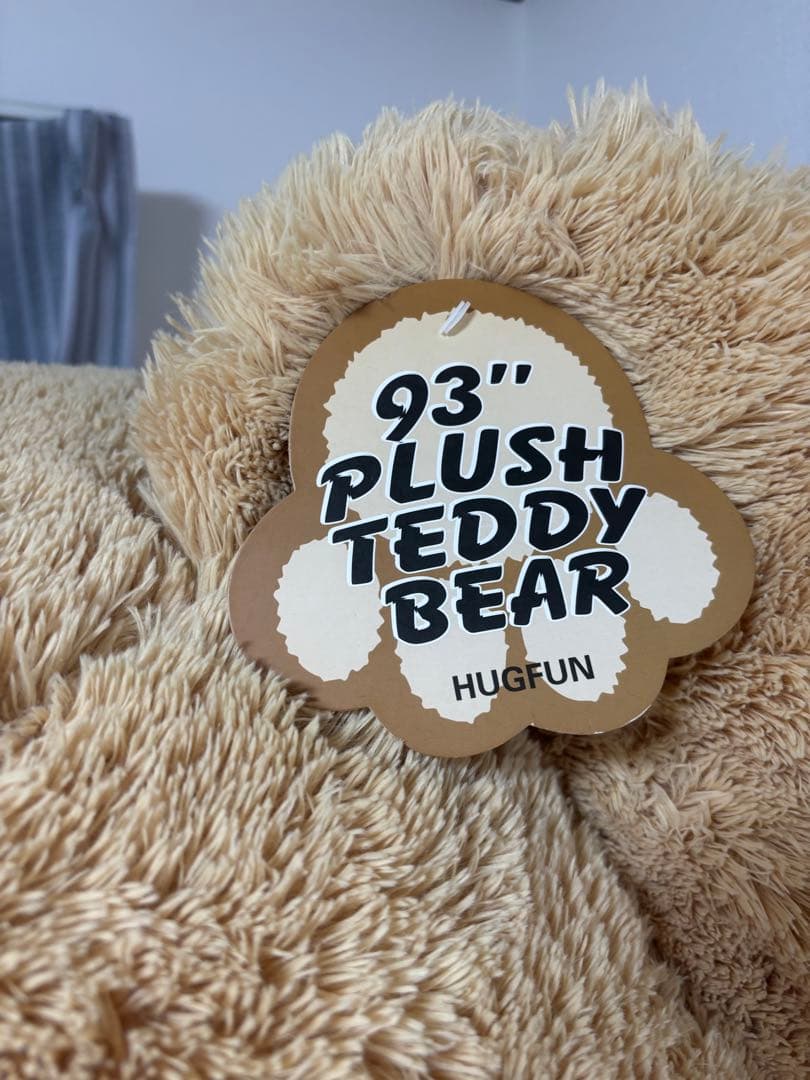 93"
PLUSH
TEDDY
BEAR
HUGFUN